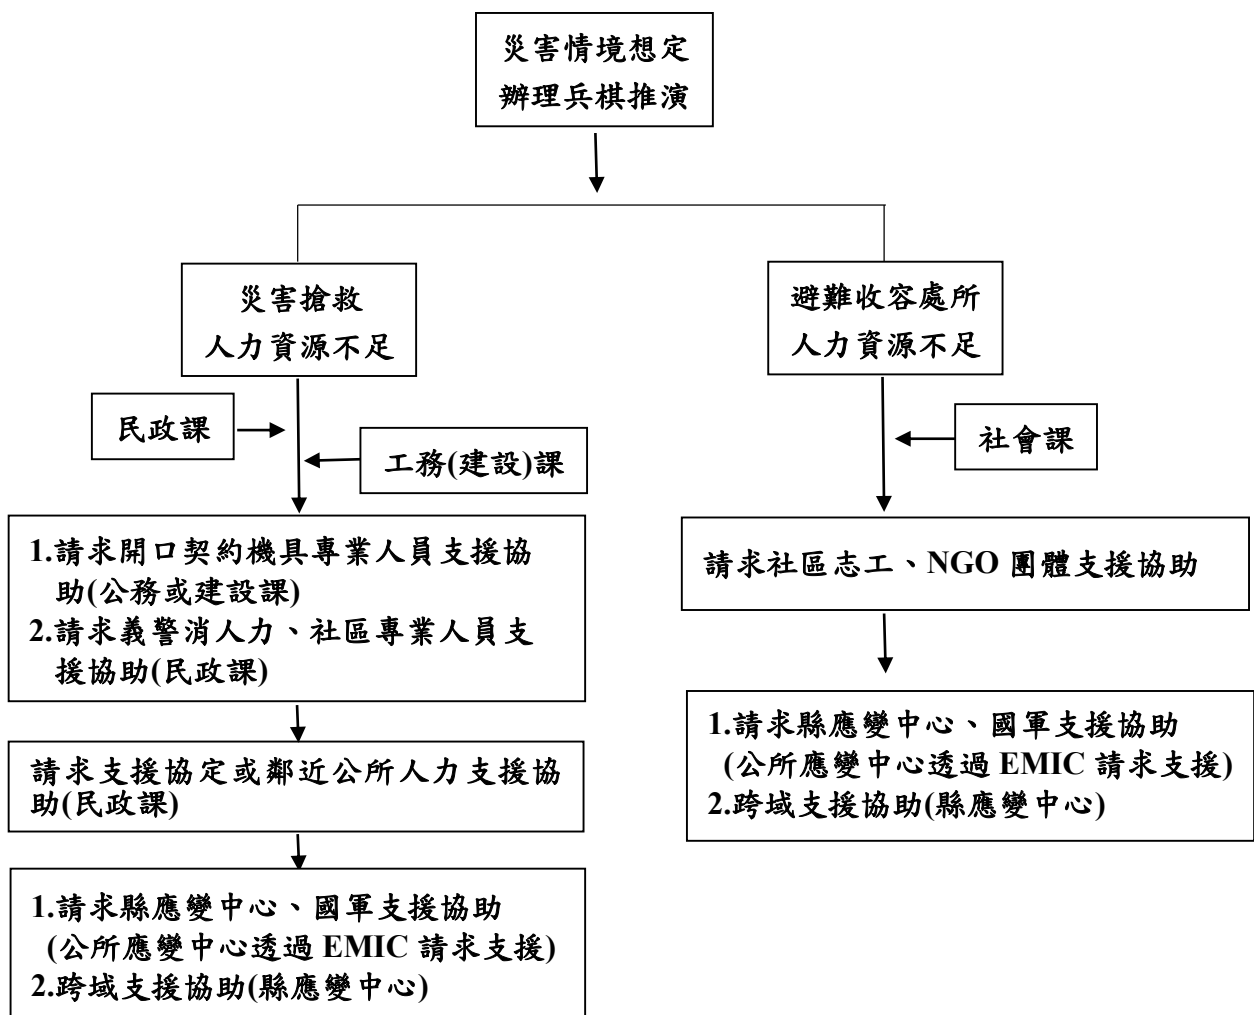 災害情境想定
辦理兵棋推演
災害搶救
人力資源不足
避難收容處所
人力資源不足
民政課
工務(建設)課
社會課
1.請求開口契約機具專業人員支援協
助(公務或建設課)
2.請求義警消人力、社區專業人員支
援協助(民政課)
請求社區志工、NGO 團體支援協助
請求支援協定或鄰近公所人力支援協
助(民政課)
1.請求縣應變中心、國軍支援協助
(公所應變中心透過 EMIC 請求支援)
2.跨域支援協助(縣應變中心)
1.請求縣應變中心、國軍支援協助
(公所應變中心透過 EMIC 請求支援)
2.跨域支援協助(縣應變中心)